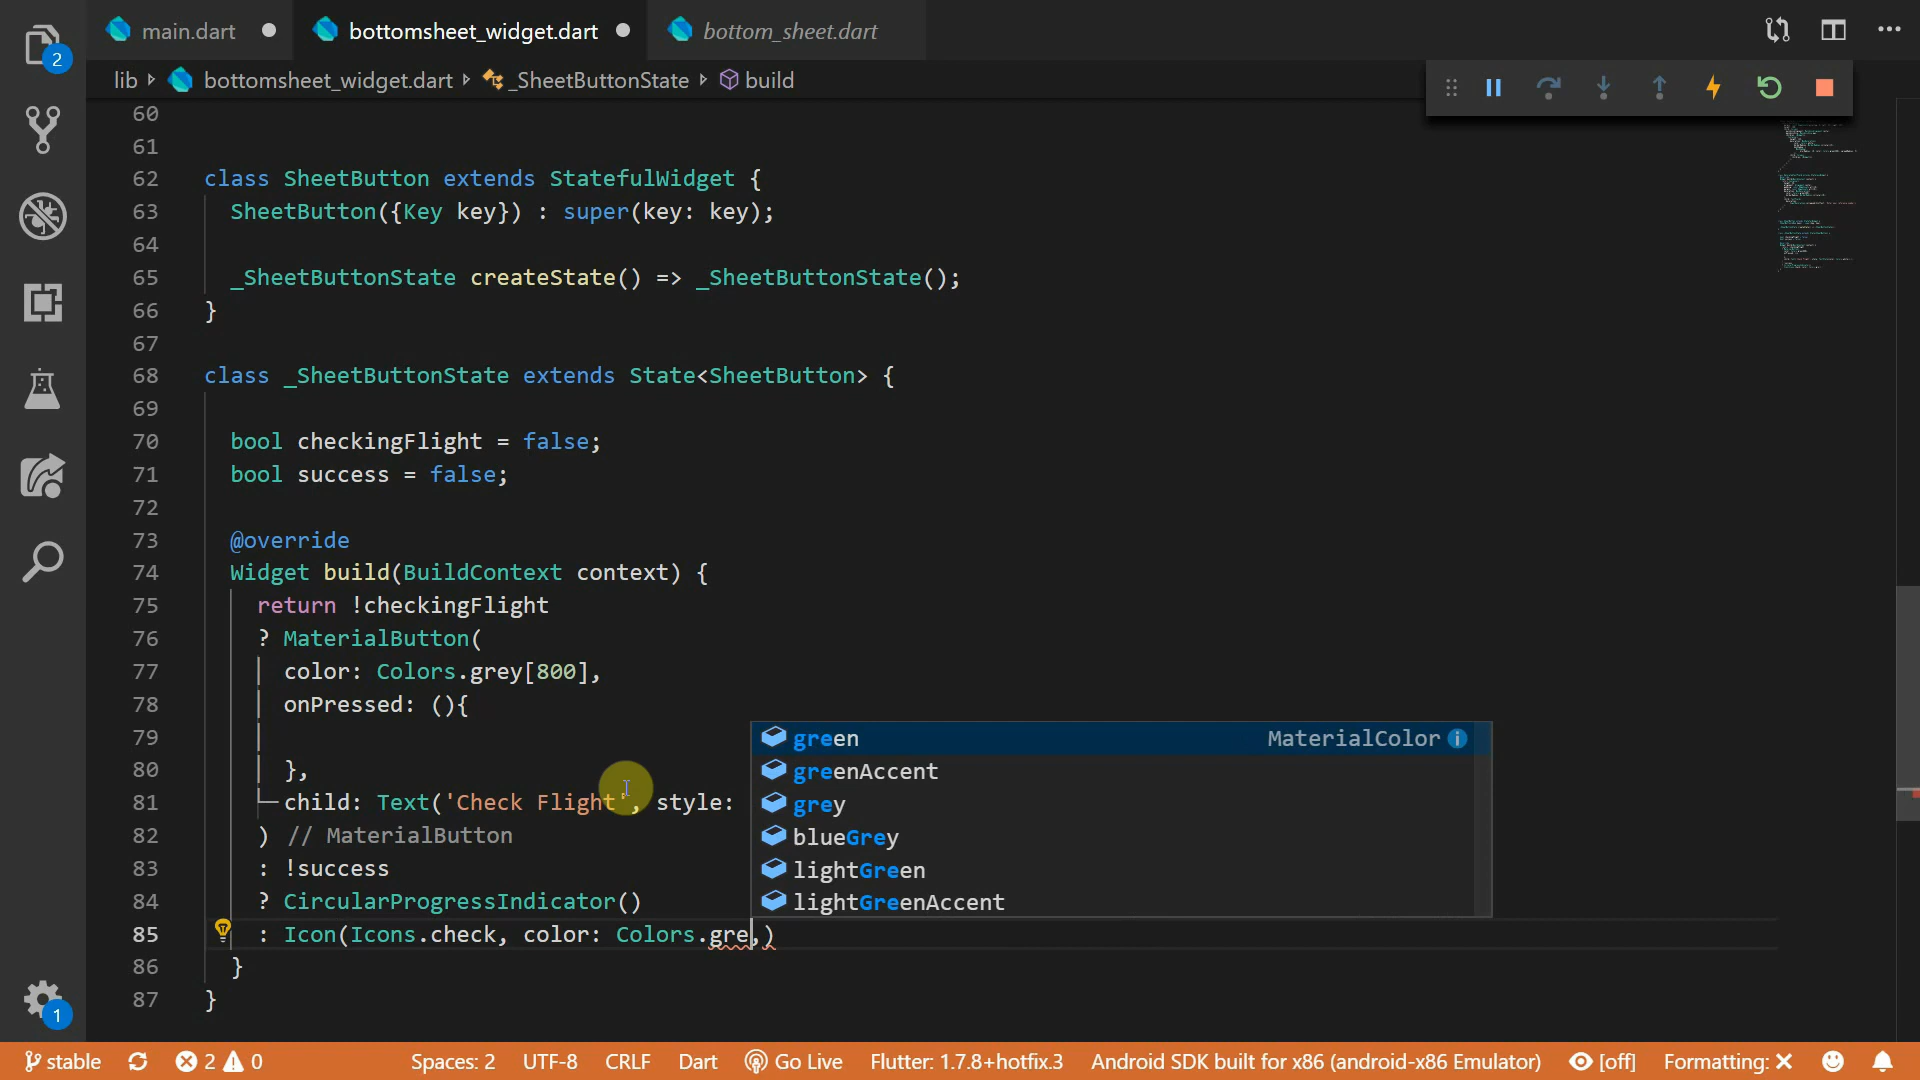 main.dart
bottomsheet_widget.dart
bottom_sheet.dart
2
lib
bottomsheet_widget.dart
_SheetButtonState
build
60
61
62 class SheetButton extends StatefulWidget {
63 SheetButton({Key key}) : super(key: key);
64
65 _SheetButtonState createState() => _SheetButtonState();
66 }
67
68 class _SheetButtonState extends State<SheetButton> {
69
70 bool checkingFlight = false;
71 bool success = false;
72
73 @override
74 Widget build(BuildContext context) {
75 return !checkingFlight
76 ? MaterialButton(
77 color: Colors.grey[800],
78 onPressed: (){
79
80 },
81 child: Text('Check Flight', style:
82 ) // MaterialButton
83 : !success
84 ? CircularProgressIndicator()
85 : Icon(Icons.check, color: Colors.gre,)
86 }
87 }
green MaterialColor
greenAccent
grey
blueGrey
lightGreen
lightGreenAccent
1
stable
2
0
Spaces: 2
UTF-8
CRLF
Dart
Go Live
Flutter: 1.7.8+hotfix.3
Android SDK built for x86 (android-x86 Emulator)
[off]
Formatting: ✕